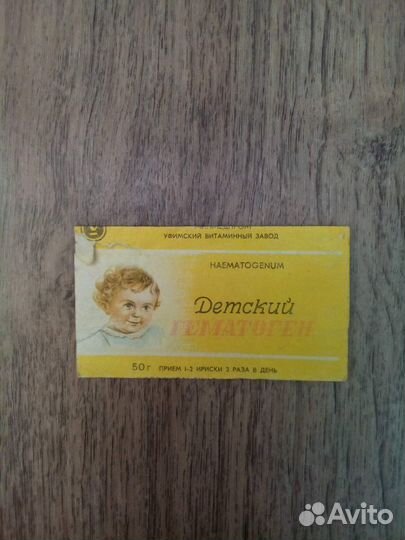 УФИМСКИЙ ВИТАМИННЫЙ ЗАВОД
HAEMATOGENUM
Детский
ГЕМАТОГЕН
50 г ПРИЕМ 1-2 ИРИСКИ 3 РАЗА В ДЕНЬ
Avito